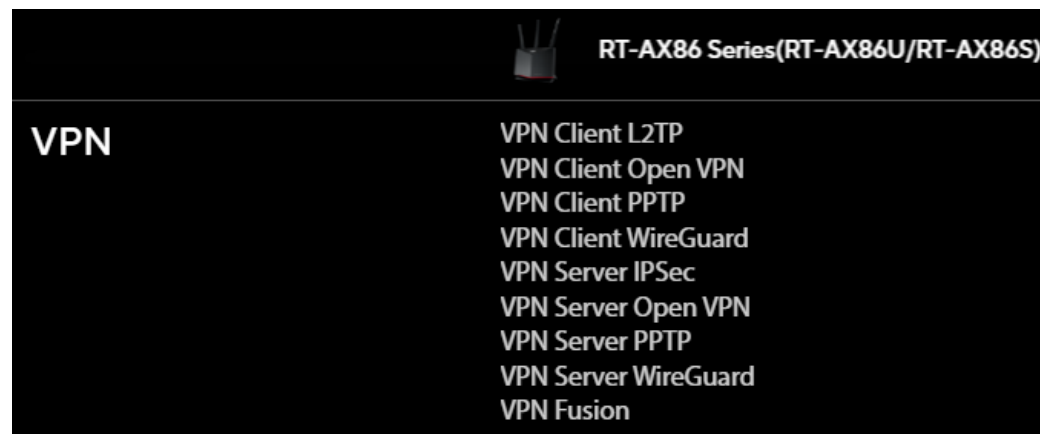 RT-AX86 Series(RT-AX86U/RT-AX86S)
VPN
VPN Client L2TP
VPN Client Open VPN
VPN Client PPTP
VPN Client WireGuard
VPN Server IPSec
VPN Server Open VPN
VPN Server PPTP
VPN Server WireGuard
VPN Fusion